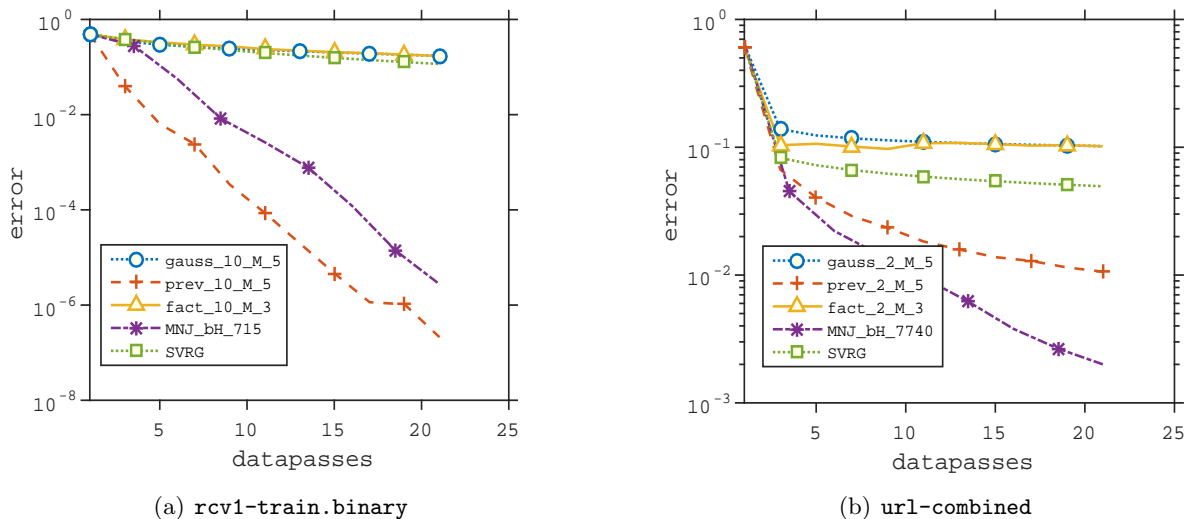 10^0
10^-2
10^-4
10^-6
10^-8
error
gauss_10_M_5
prev_10_M_5
fact_10_M_3
MNJ_bH_715
SVRG
5 10 15 20 25
datapasses
(a) rcv1-train.binary
10^0
10^-1
10^-2
10^-3
error
gauss_2_M_5
prev_2_M_5
fact_2_M_3
MNJ_bH_7740
SVRG
5 10 15 20 25
datapasses
(b) url-combined